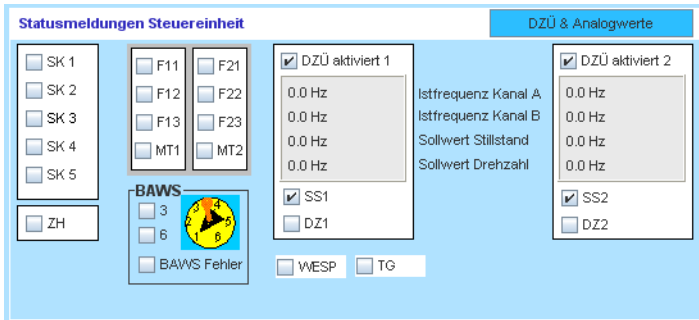 Statusmeldungen Steuereinheit
DZÜ & Analogwerte
SK 1
SK 2
SK 3
SK 4
SK 5
ZH
F11 F21
F12 F22
F13 F23
MT1 MT2
BAWS
3
6
1 2 3 4 5 6
BAWS Fehler
DZÜ aktiviert 1
0.0 Hz
0.0 Hz
0.0 Hz
0.0 Hz
SS1
DZ1
Istfrequenz Kanal A
Istfrequenz Kanal B
Sollwert Stillstand
Sollwert Drehzahl
DZÜ aktiviert 2
0.0 Hz
0.0 Hz
0.0 Hz
0.0 Hz
SS2
DZ2
WESP TG